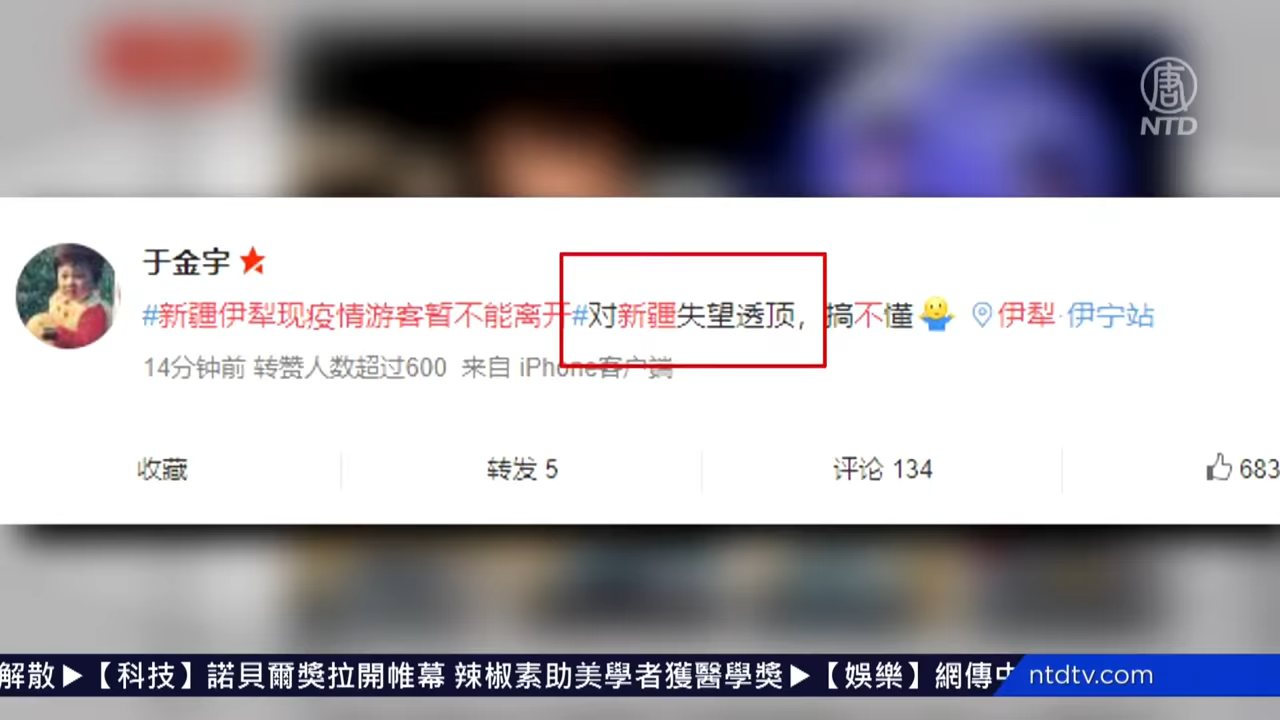 唐
NTD
于金宇
#新疆伊犁现疫情游客暂不能离开#对新疆失望透顶，搞不懂 伊犁·伊宁站
14分钟前 转赞人数超过600 来自 iPhone客户端
收藏
转发 5
评论 134
683
解散▶【科技】諾貝爾獎拉開帷幕 辣椒素助美學者獲醫學獎▶【娛樂】網傳中
ntdtv.com